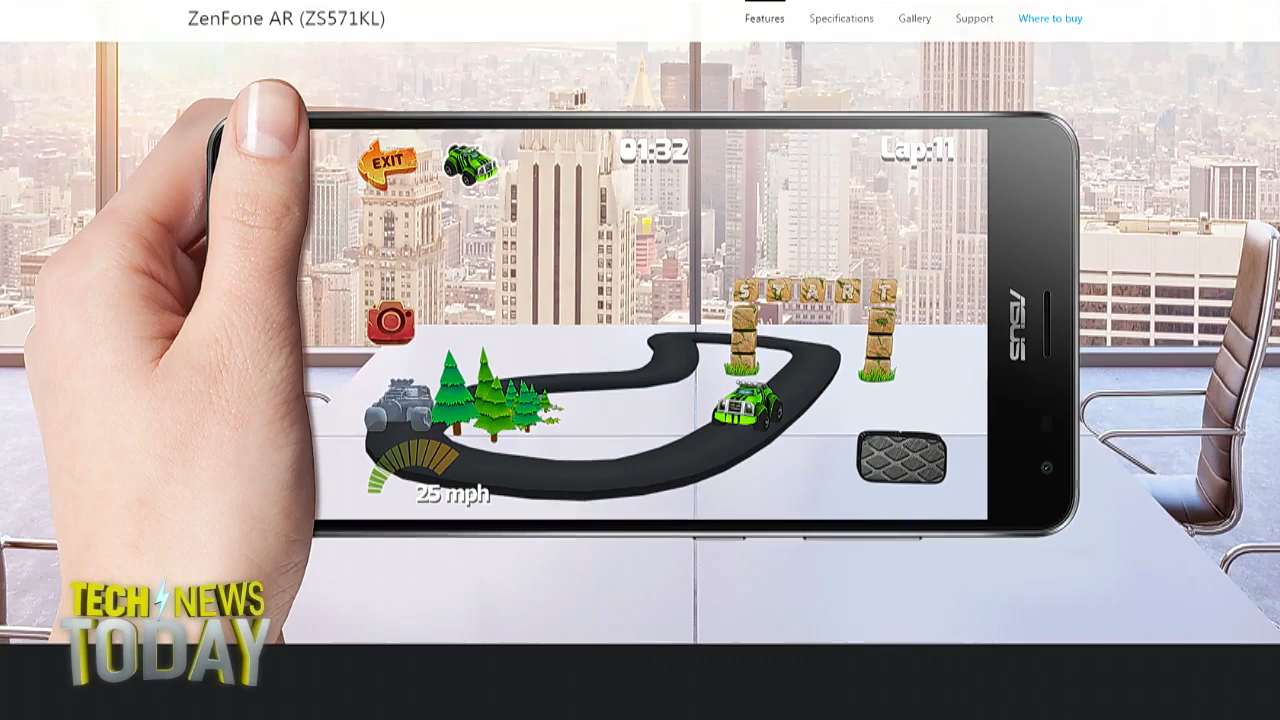 ZenFone AR (ZS571KL)
Features
Specifications
Gallery
Support
Where to buy
EXIT
01:32
Lap:11
START
ASUS
25 mph
TECH NEWS
TODAY